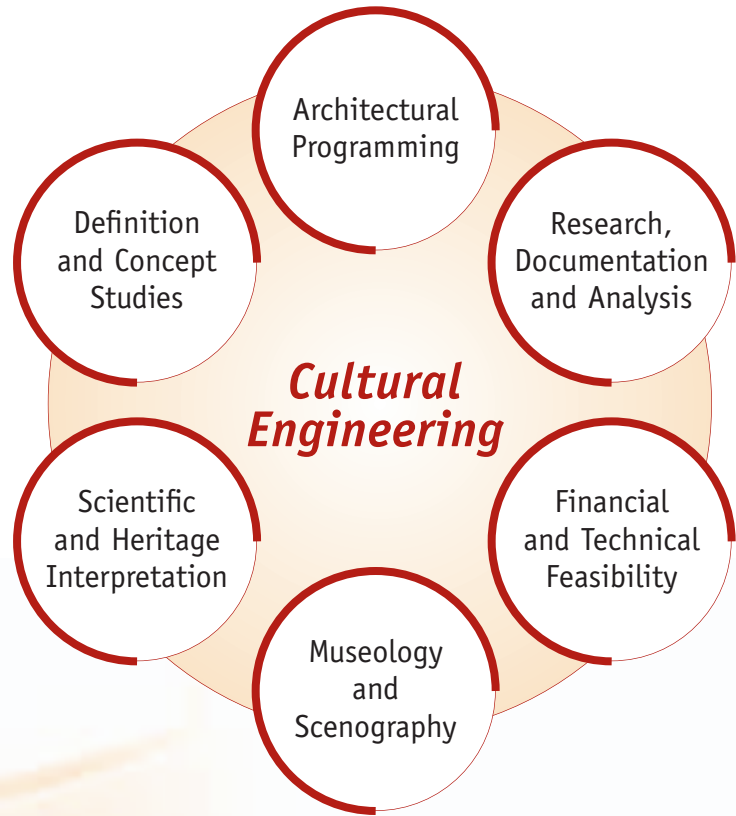 Architectural
Programming
Definition
and Concept
Studies
Research,
Documentation
and Analysis
Cultural
Engineering
Scientific
and Heritage
Interpretation
Financial
and Technical
Feasibility
Museology
and
Scenography